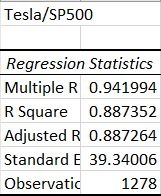 Tesla/SP500
Regression Statistics
Multiple R 0.941994
R Square 0.887352
Adjusted R 0.887264
Standard E 39.34006
Observatic 1278